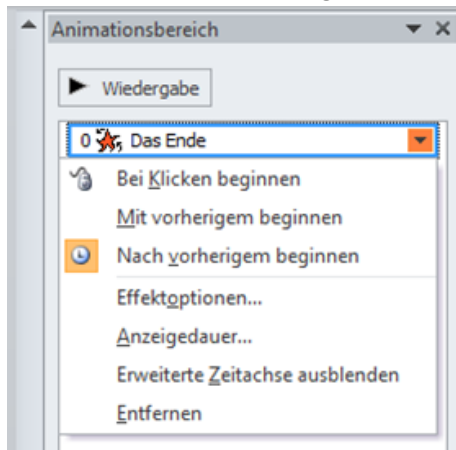 Animationsbereich
Wiedergabe
0 Das Ende
Bei Klicken beginnen
Mit vorherigem beginnen
Nach vorherigem beginnen
Effektoptionen...
Anzeigedauer...
Erweiterte Zeitachse ausblenden
Entfernen